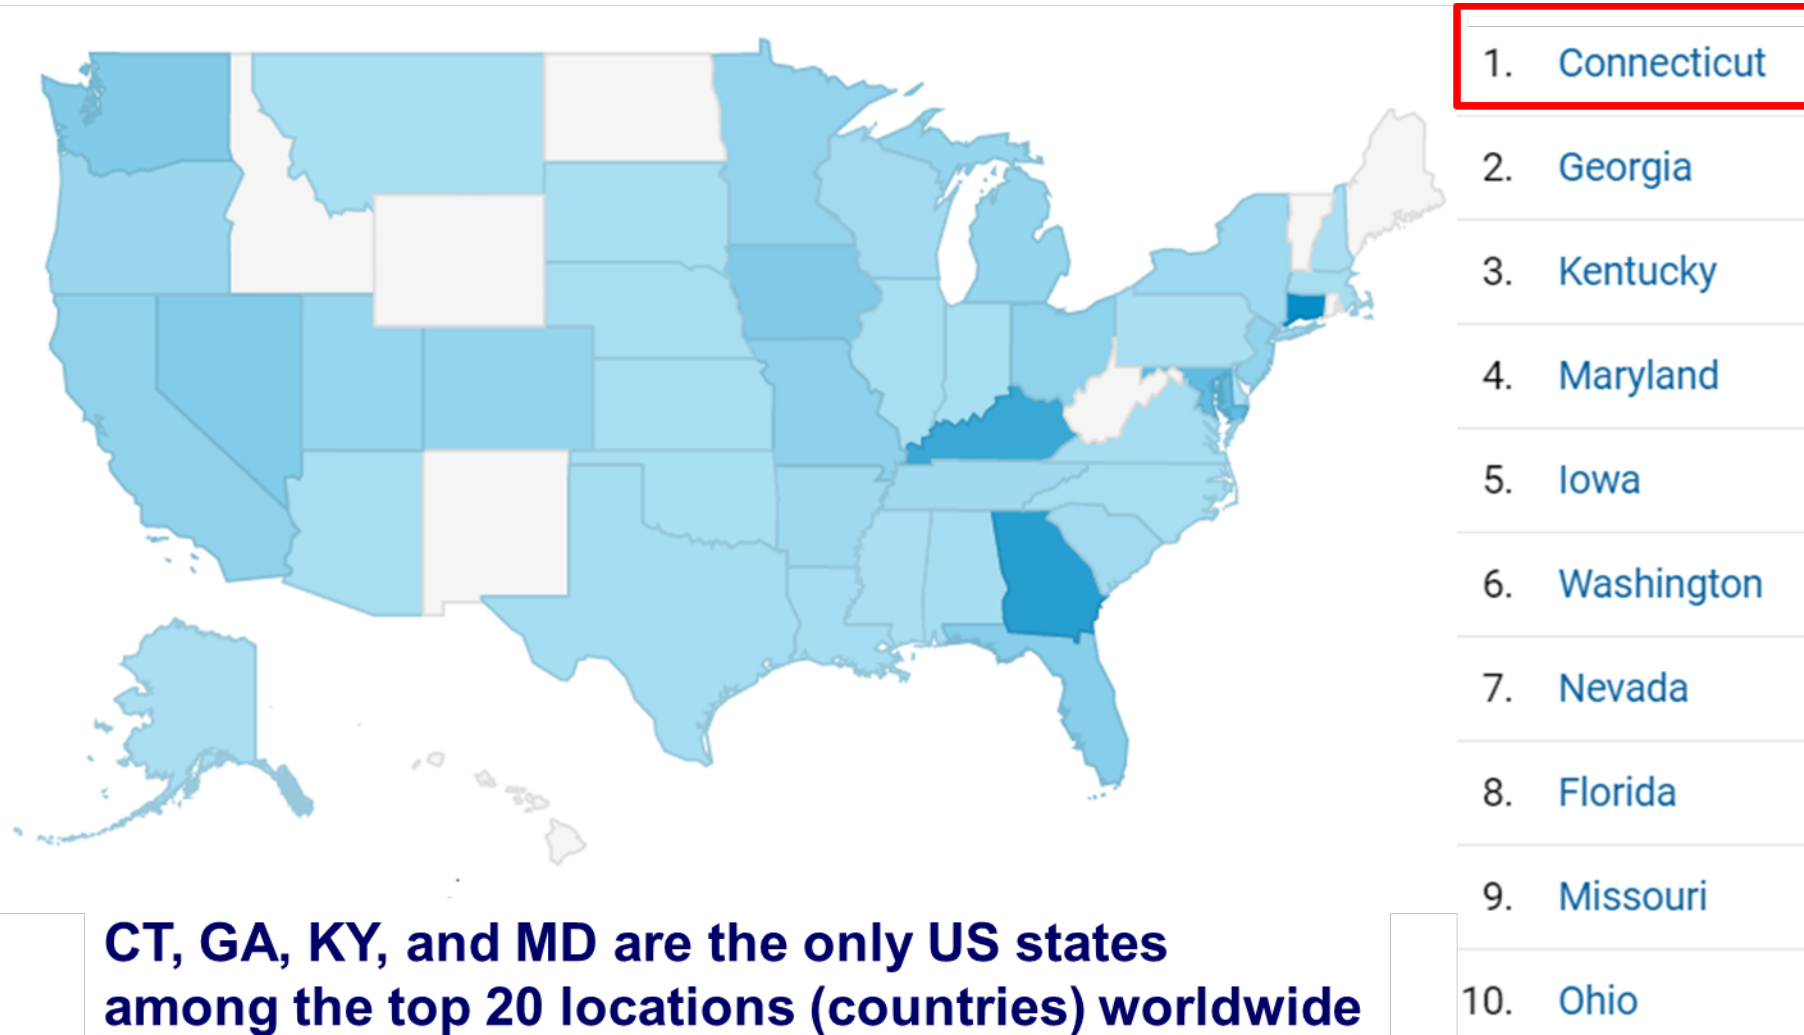 1. Connecticut
2. Georgia
3. Kentucky
4. Maryland
5. Iowa
6. Washington
7. Nevada
8. Florida
9. Missouri
10. Ohio
CT, GA, KY, and MD are the only US states
among the top 20 locations (countries) worldwide